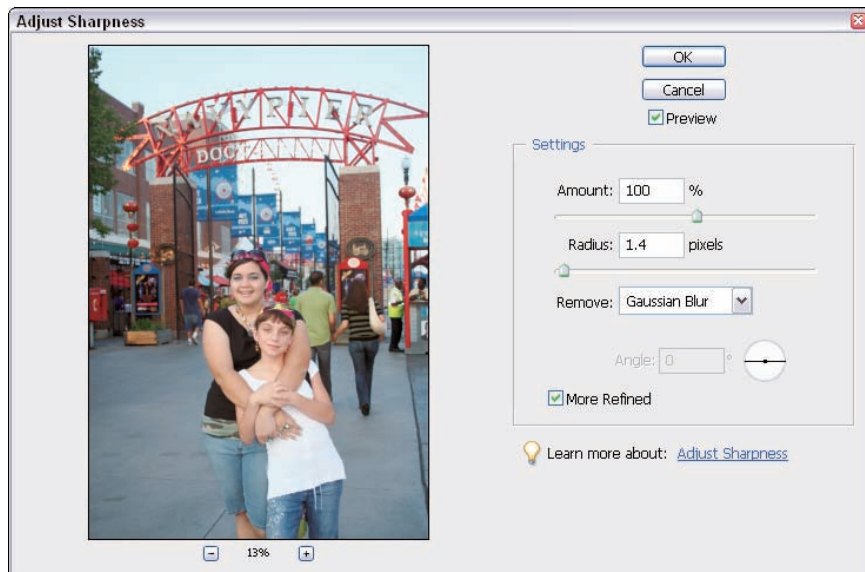 Adjust Sharpness
NAVY PIER
DOCK
OK
Cancel
Preview
Settings
Amount: 100 %
Radius: 1.4 pixels
Remove: Gaussian Blur
Angle: 0 °
More Refined
Learn more about: Adjust Sharpness
13%